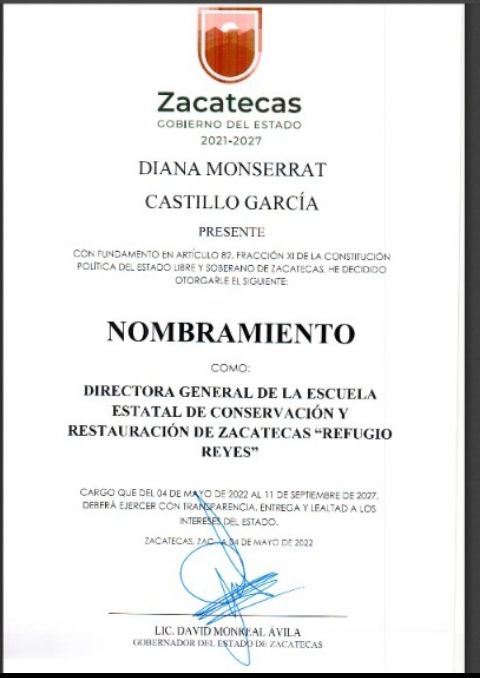 Zacatecas
GOBIERNO DEL ESTADO
2021-2027
DIANA MONSERRAT
CASTILLO GARCÍA
PRESENTE
CON FUNDAMENTO EN ARTÍCULO 82, FRACCIÓN XI DE LA CONSTITUCIÓN
POLÍTICA DEL ESTADO LIBRE Y SOBERANO DE ZACATECAS, HE DECIDIDO
OTORGARLE EL SIGUIENTE:
NOMBRAMIENTO
COMO:
DIRECTORA GENERAL DE LA ESCUELA
ESTATAL DE CONSERVACIÓN Y
RESTAURACIÓN DE ZACATECAS “REFUGIO
REYES”
CARGO QUE DEL 04 DE MAYO DE 2022 AL 11 DE SEPTIEMBRE DE 2027,
DEBERÁ EJERCER CON TRANSPARENCIA, ENTREGA Y LEALTAD A LOS
INTERESES DEL ESTADO.
ZACATECAS, ZAC., A 04 DE MAYO DE 2022
LIC. DAVID MONREAL ÁVILA
GOBERNADOR DEL ESTADO DE ZACATECAS